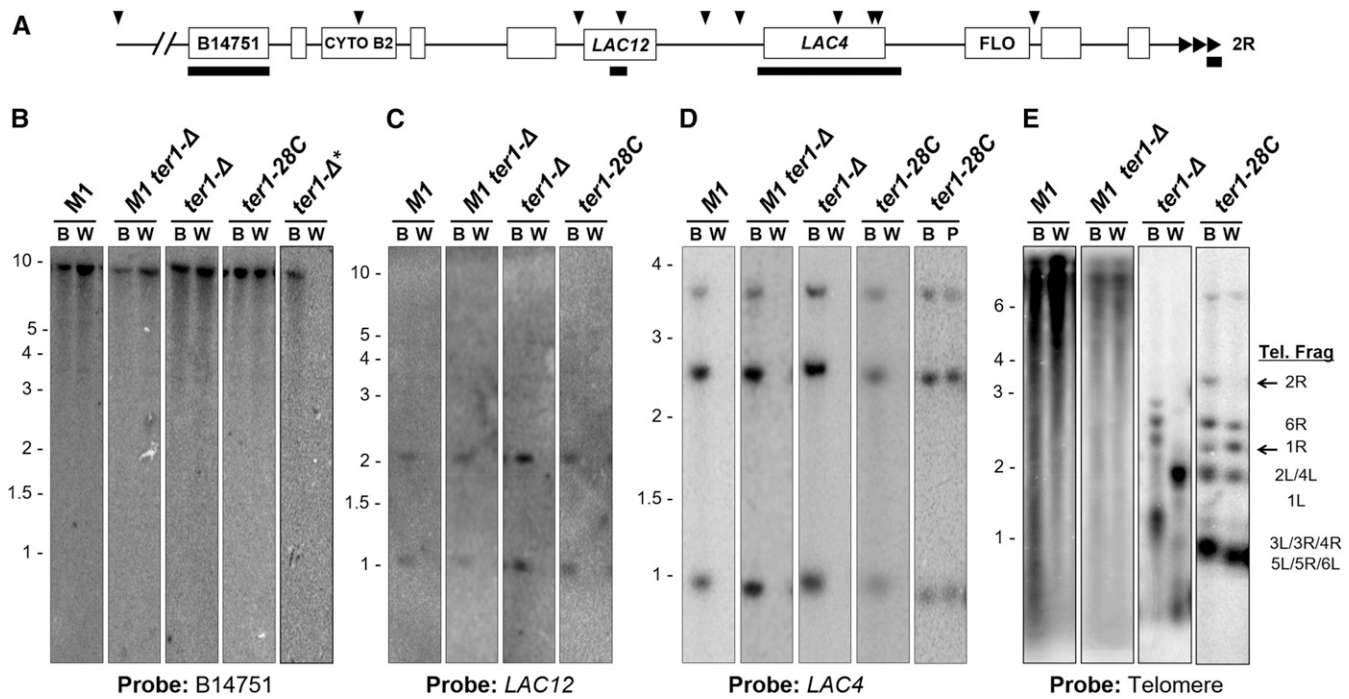 A
B14751
CYTO B2
LAC12
LAC4
FLO
2R
B
M1
M1 ter1-Δ
ter1-Δ
ter1-28C
ter1-Δ*
B W B W B W B W B W
10 -
5 -
4 -
3 -
2 -
1.5 -
1 -
Probe: B14751
C
M1
M1 ter1-Δ
ter1-Δ
ter1-28C
B W B W B W B W
10 -
5 -
4 -
3 -
2 -
1.5 -
1 -
Probe: LAC12
D
M1
M1 ter1-Δ
ter1-Δ
ter1-28C
ter1-28C
B W B W B W B W B P
4 -
3 -
2 -
1.5 -
1 -
Probe: LAC4
E
M1
M1 ter1-Δ
ter1-Δ
ter1-28C
B W B W B W B W
6 -
4 -
3 -
2 -
1 -
Tel. Frag
2R
6R
1R
2L/4L
1L
3L/3R/4R
5L/5R/6L
Probe: Telomere